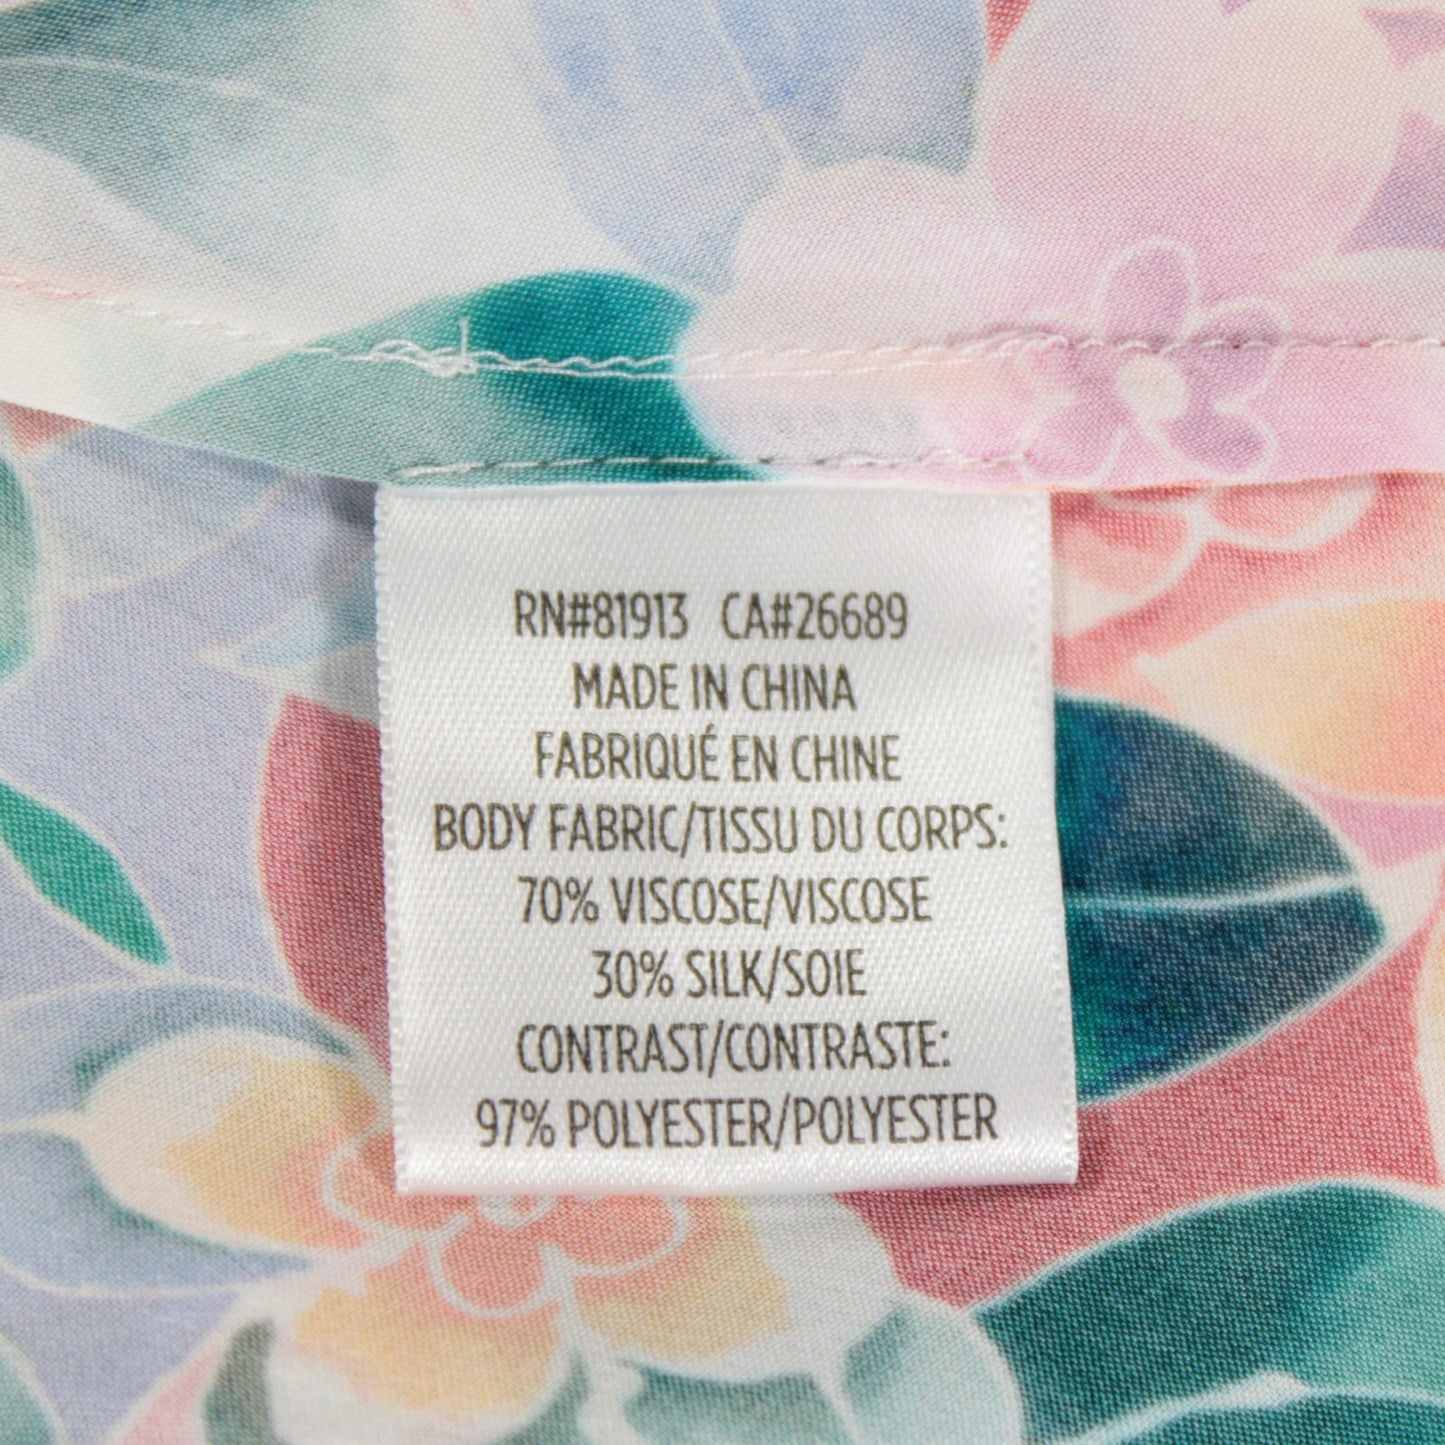 RN#81913 CA#26689
MADE IN CHINA
FABRIQUÉ EN CHINE
BODY FABRIC/TISSU DU CORPS:
70% VISCOSE/VISCOSE
30% SILK/SOIE
CONTRAST/CONTRASTE:
97% POLYESTER/POLYESTER